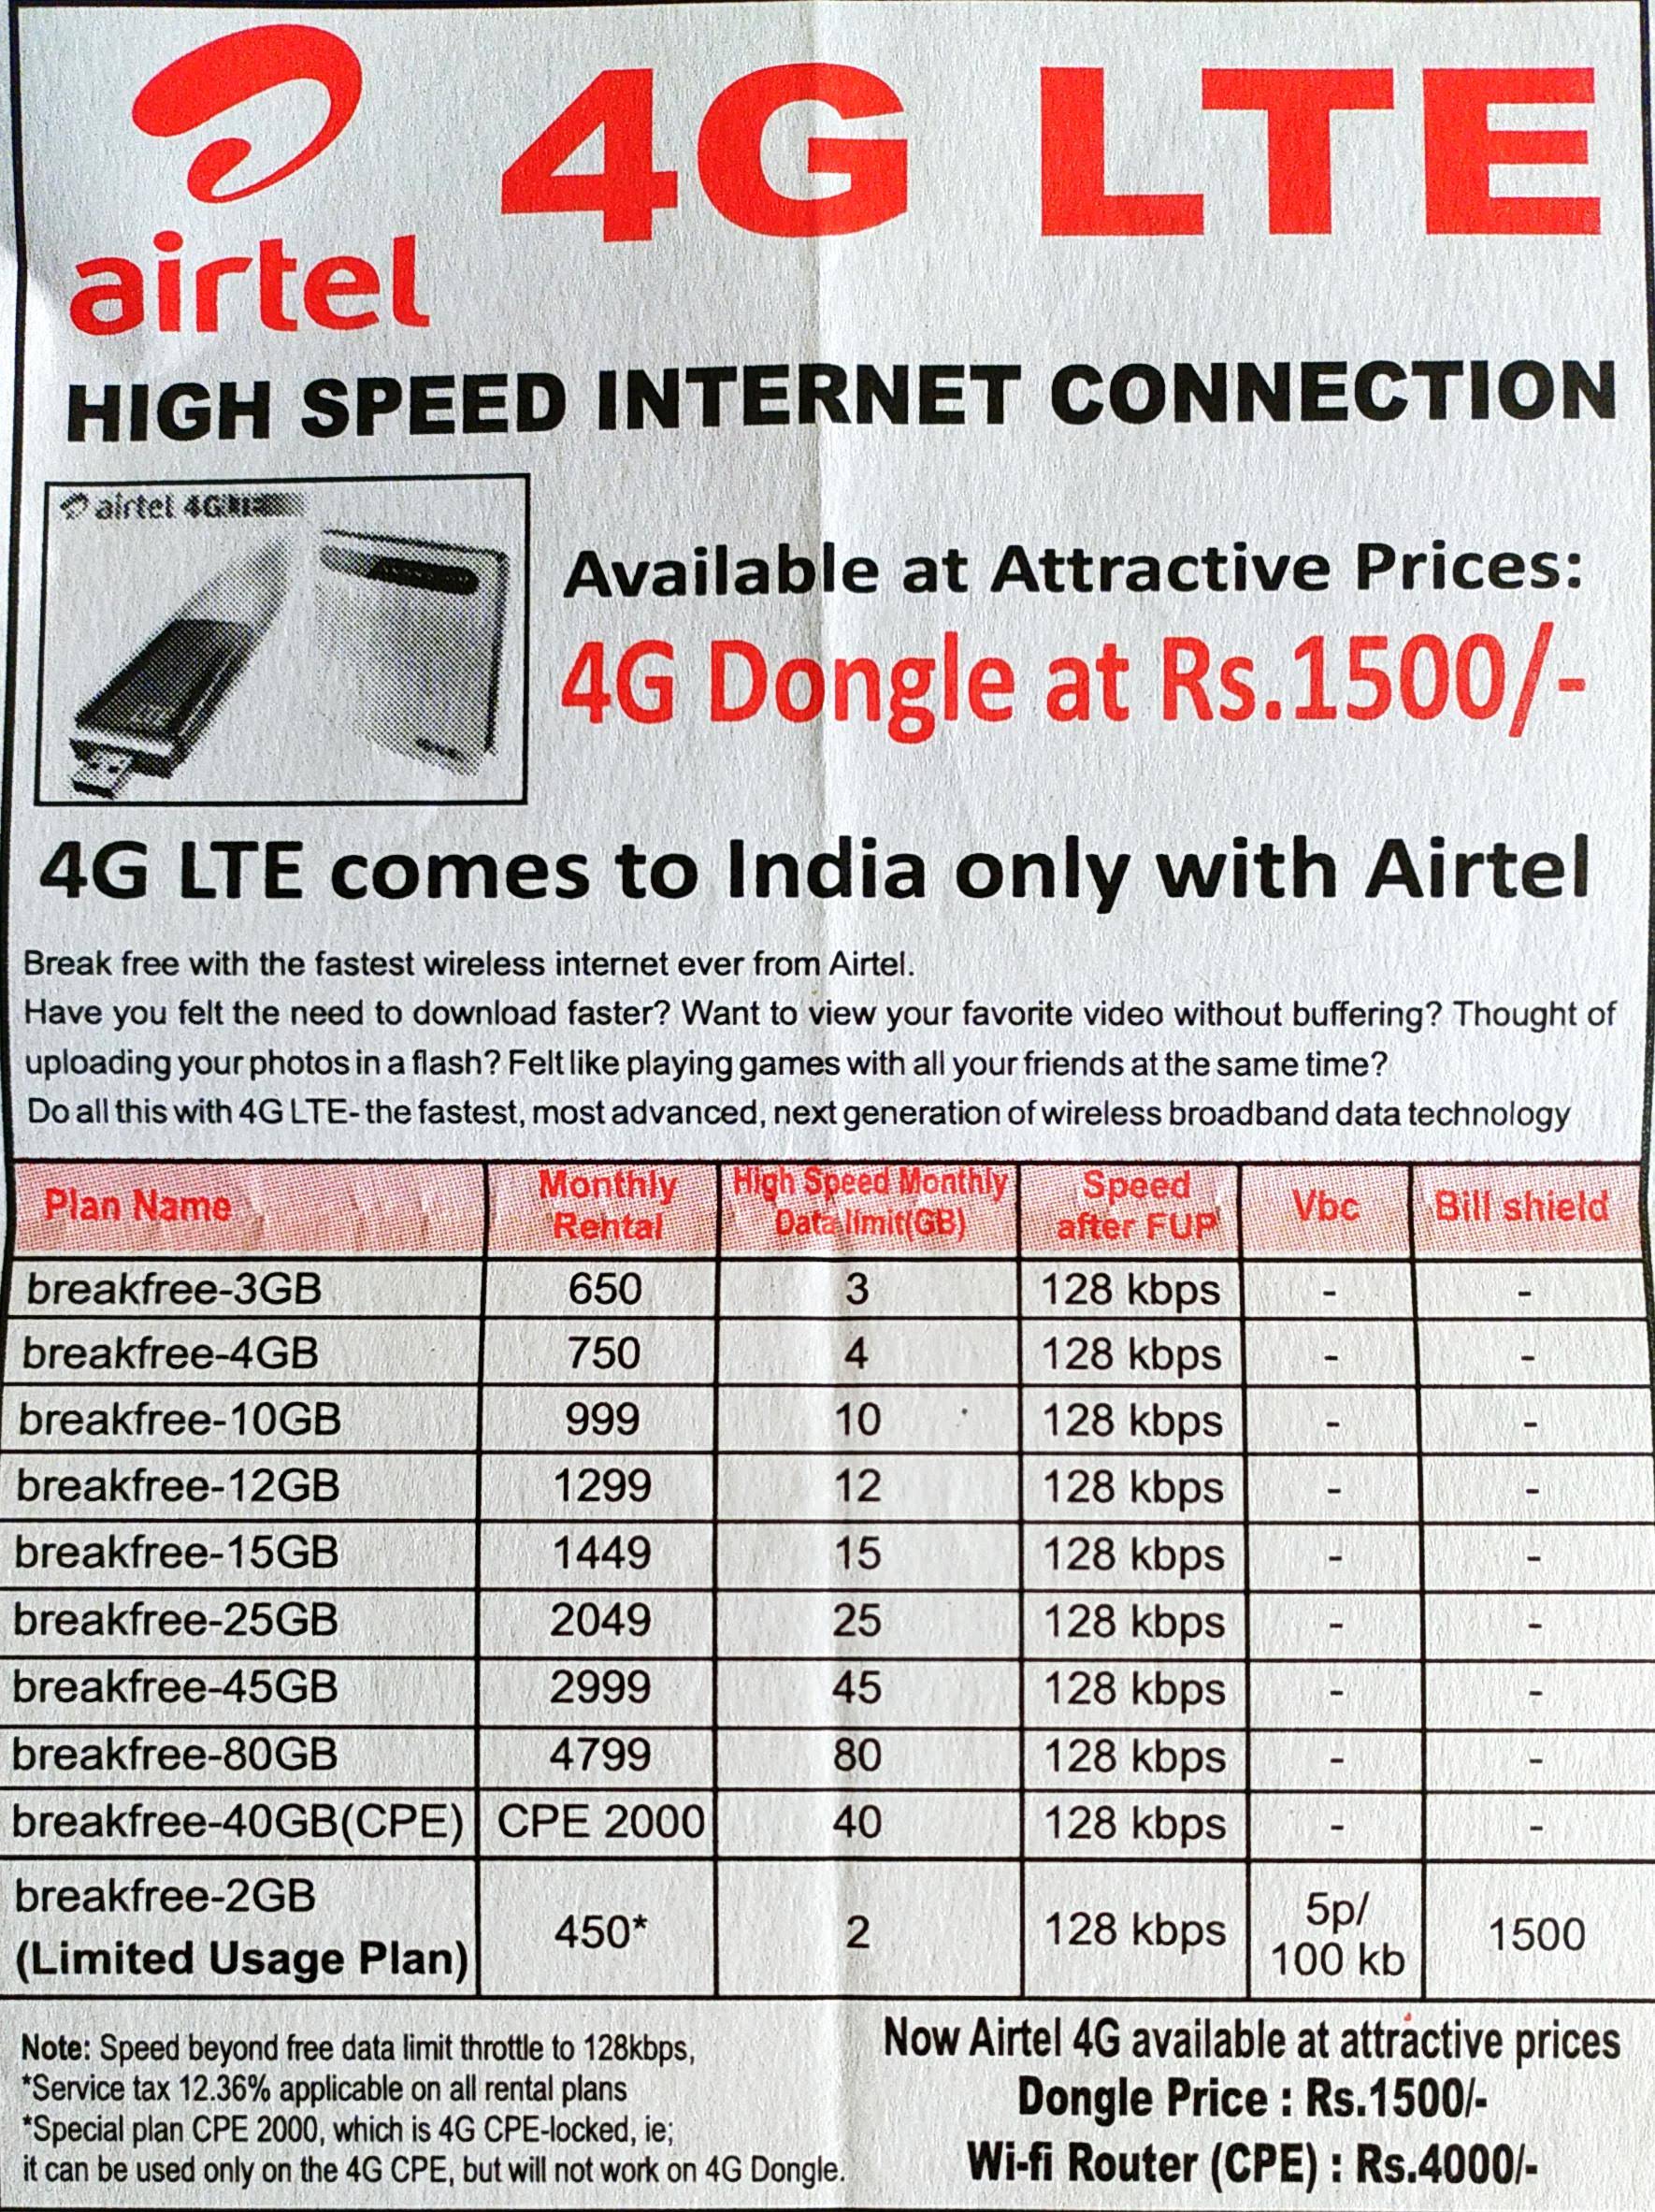 airtel
4G LTE
HIGH SPEED INTERNET CONNECTION
airtel 4G
Available at Attractive Prices:
4G Dongle at Rs.1500/-
4G LTE comes to India only with Airtel
Break free with the fastest wireless internet ever from Airtel.
Have you felt the need to download faster? Want to view your favorite video without buffering? Thought of
uploading your photos in a flash? Felt like playing games with all your friends at the same time?
Do all this with 4G LTE- the fastest, most advanced, next generation of wireless broadband data technology
Plan Name Monthly Rental High Speed Monthly Data limit(GB) Speed after FUP Vbc Bill shield
breakfree-3GB 650 3 128 kbps - -
breakfree-4GB 750 4 128 kbps - -
breakfree-10GB 999 10 128 kbps - -
breakfree-12GB 1299 12 128 kbps - -
breakfree-15GB 1449 15 128 kbps - -
breakfree-25GB 2049 25 128 kbps - -
breakfree-45GB 2999 45 128 kbps - -
breakfree-80GB 4799 80 128 kbps - -
breakfree-40GB(CPE) CPE 2000 40 128 kbps - -
breakfree-2GB (Limited Usage Plan) 450* 2 128 kbps 5p/ 100 kb 1500
Note: Speed beyond free data limit throttle to 128kbps,
*Service tax 12.36% applicable on all rental plans
*Special plan CPE 2000, which is 4G CPE-locked, ie;
it can be used only on the 4G CPE, but will not work on 4G Dongle.
Now Airtel 4G available at attractive prices
Dongle Price : Rs.1500/-
Wi-fi Router (CPE) : Rs.4000/-